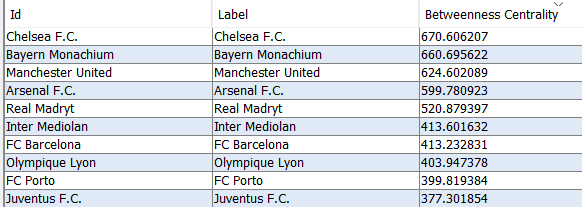 Id Label Betweenness Centrality
Chelsea F.C. Chelsea F.C. 670.606207
Bayern Monachium Bayern Monachium 660.695622
Manchester United Manchester United 624.602089
Arsenal F.C. Arsenal F.C. 599.780923
Real Madryt Real Madryt 520.879397
Inter Mediolan Inter Mediolan 413.601632
FC Barcelona FC Barcelona 413.232831
Olympique Lyon Olympique Lyon 403.947378
FC Porto FC Porto 399.819384
Juventus F.C. Juventus F.C. 377.301854